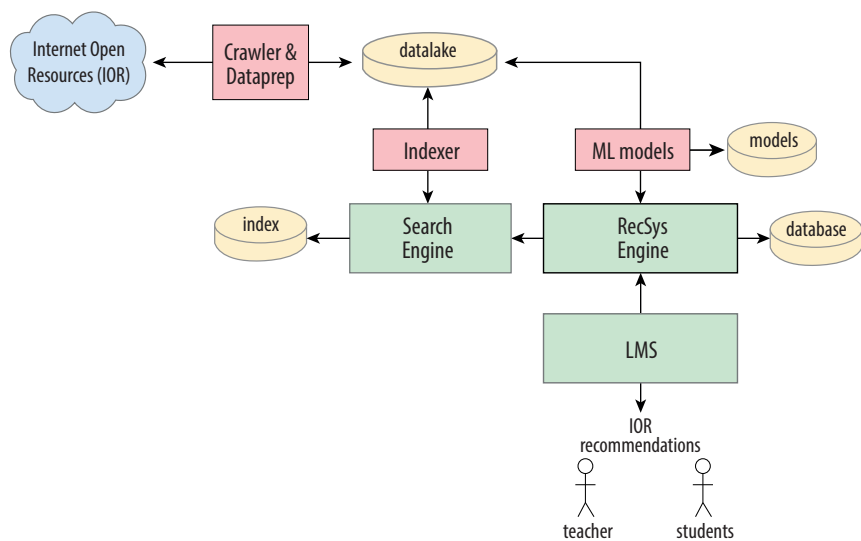 Internet Open
Resources (IOR)
Crawler &
Dataprep
datalake
Indexer
ML models
models
index
Search
Engine
RecSys
Engine
database
LMS
IOR
recommendations
teacher
students